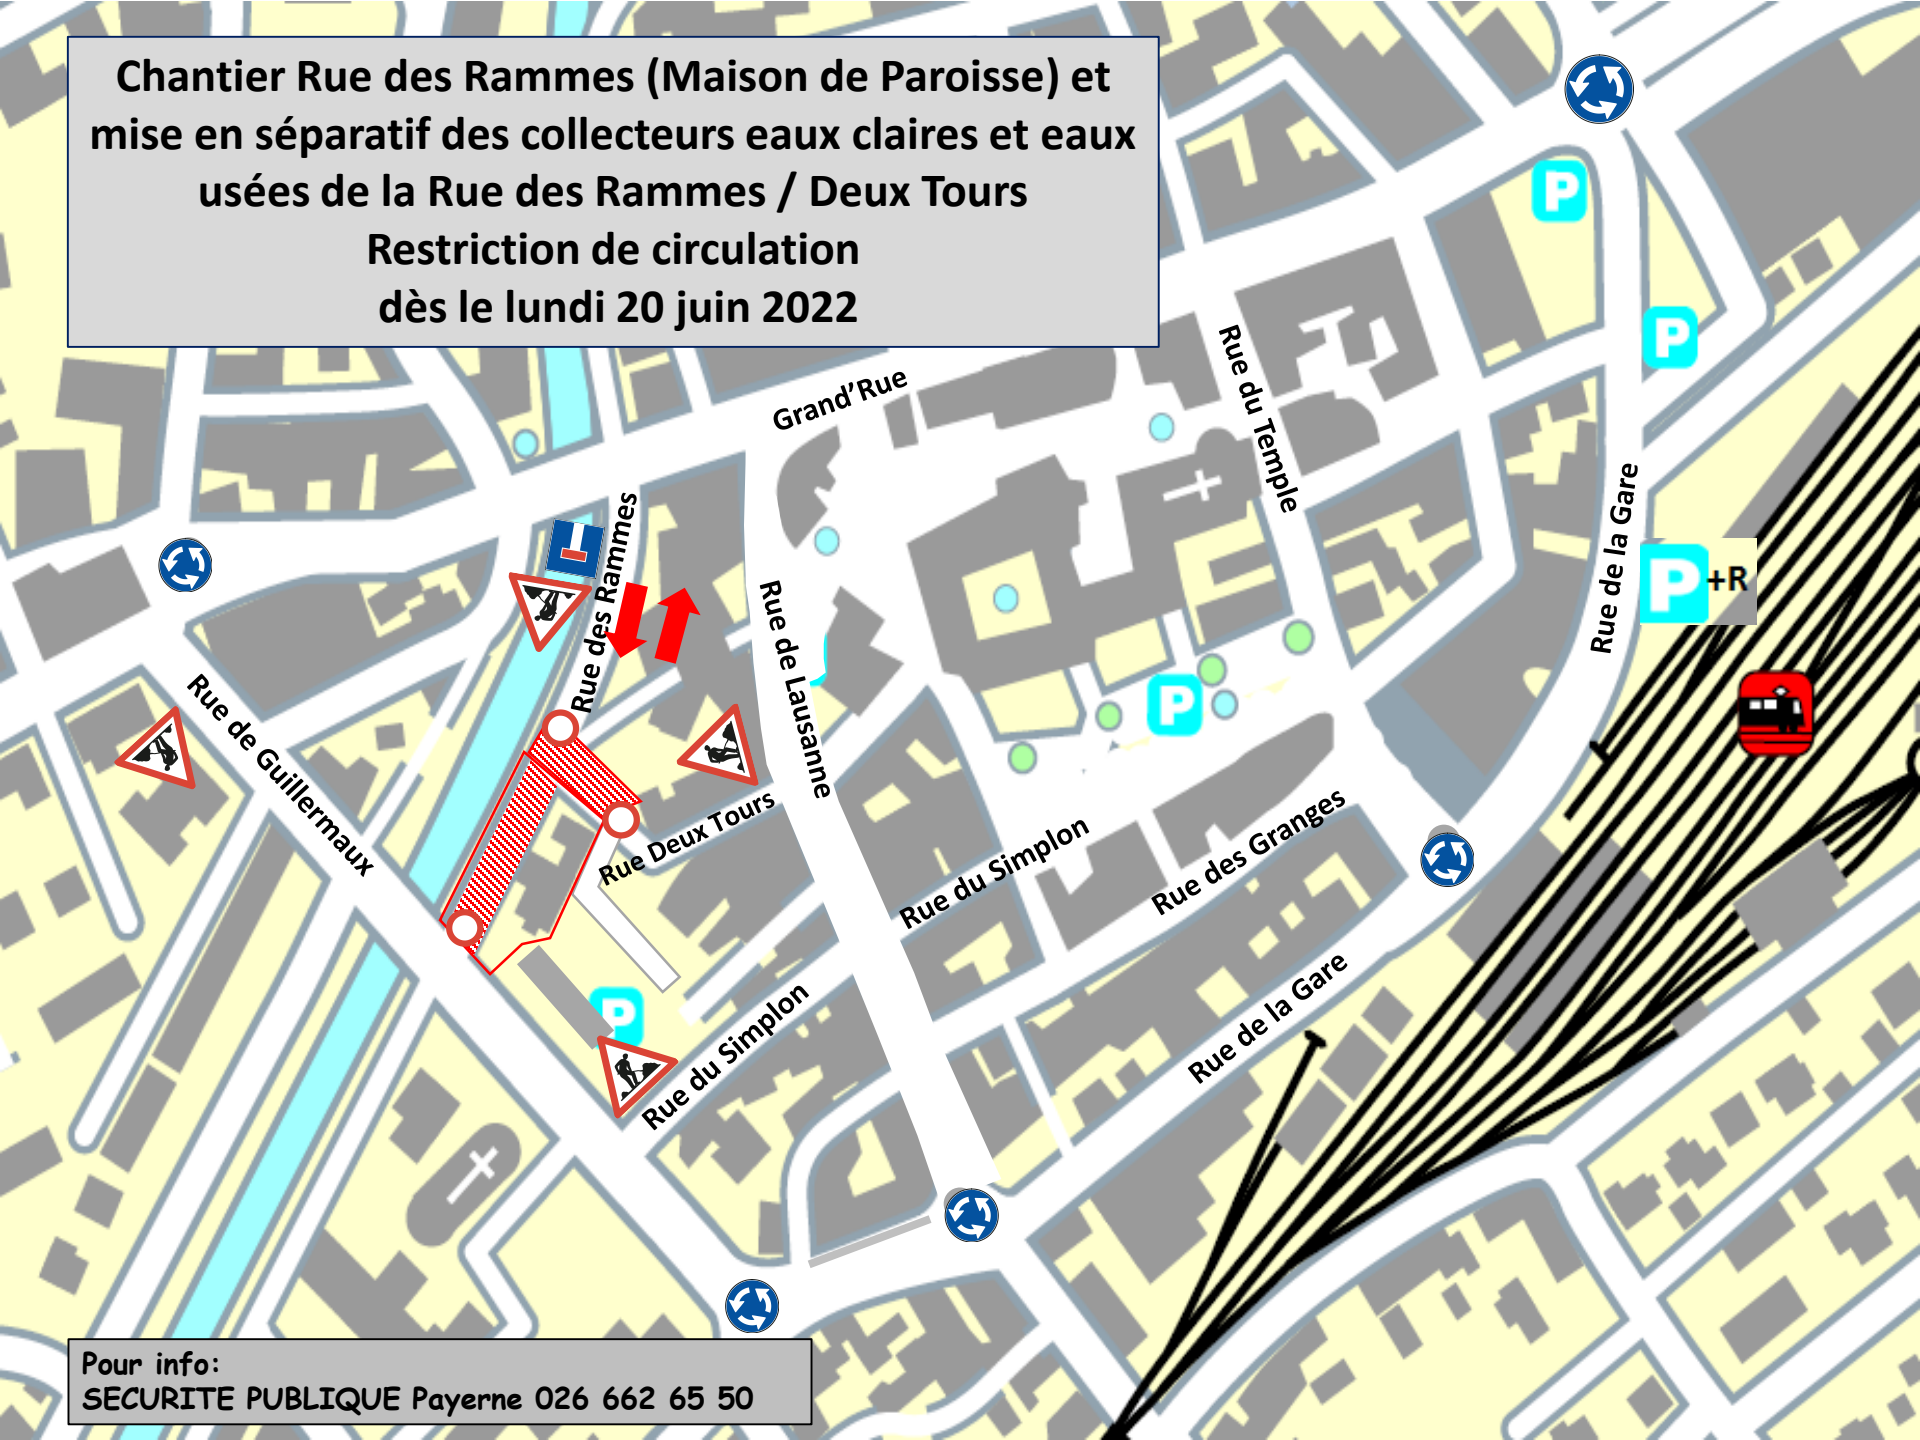 Chantier Rue des Rammes (Maison de Paroisse) et
mise en séparatif des collecteurs eaux claires et eaux
usées de la Rue des Rammes / Deux Tours
Restriction de circulation
dès le lundi 20 juin 2022
P
P
Grand'Rue
Rue du Temple
Rue des Rammes
Rue de la Gare
P+R
Rue de Lausanne
Rue de Guillermaux
P
Rue Deux Tours
Rue du Simplon
Rue des Granges
Rue de la Gare
P
Rue du Simplon
Pour info:
SECURITE PUBLIQUE Payerne 026 662 65 50